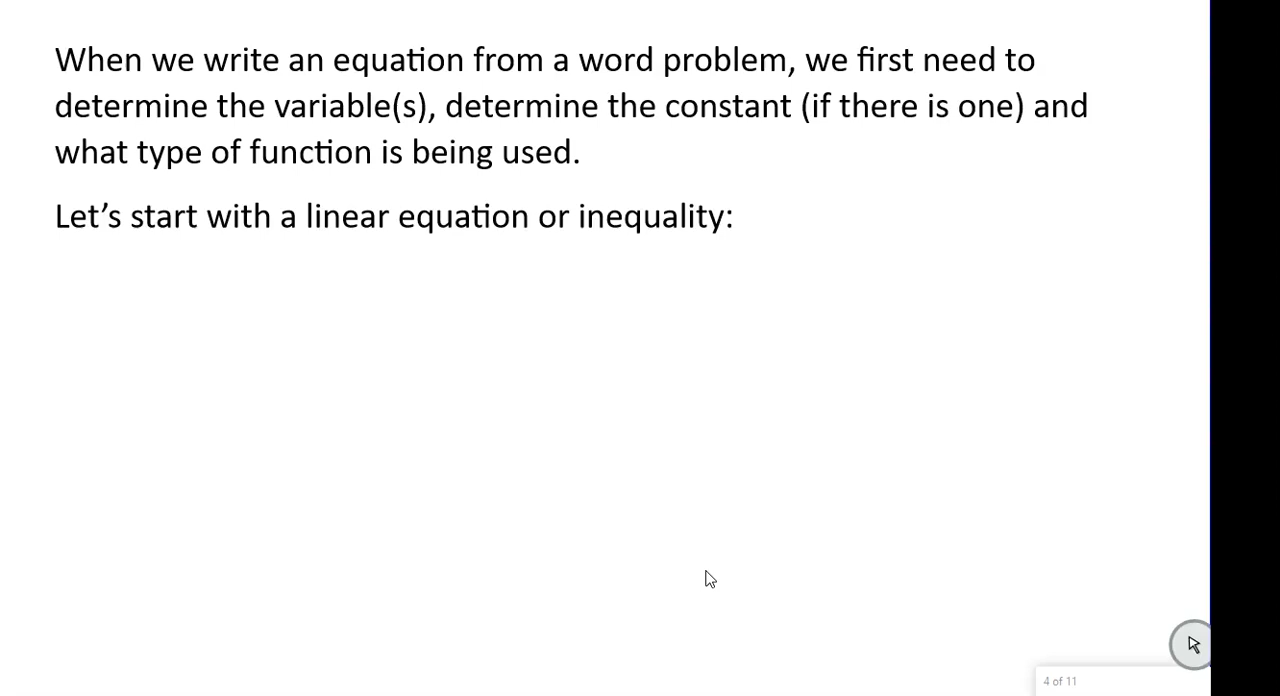 When we write an equation from a word problem, we first need to
determine the variable(s), determine the constant (if there is one) and
what type of function is being used.
Let’s start with a linear equation or inequality:
4 of 11